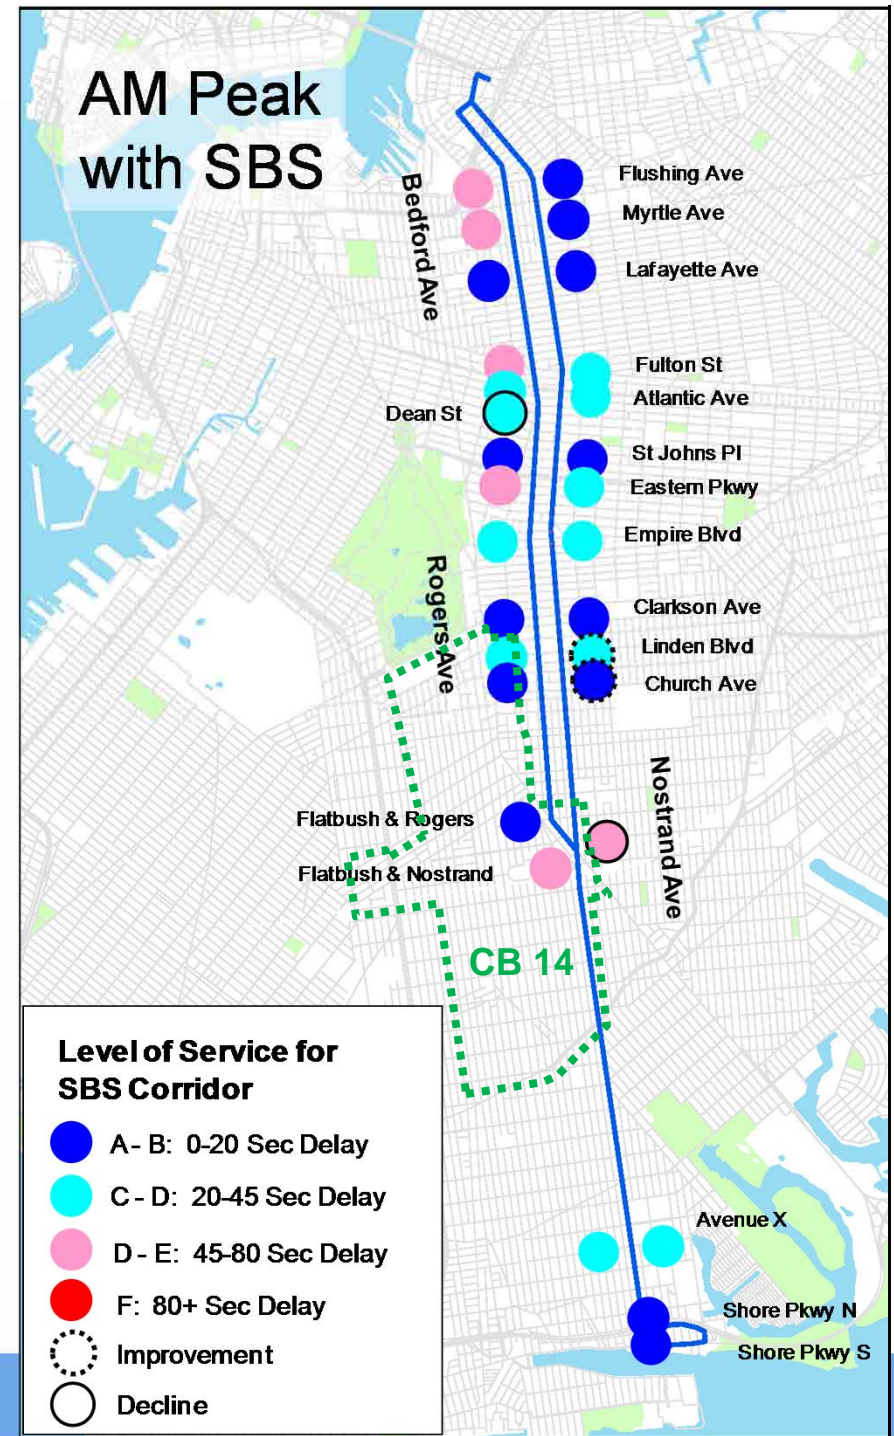 AM Peak
with SBS
Bedford Ave
Flushing Ave
Myrtle Ave
Lafayette Ave
Fulton St
Atlantic Ave
Dean St
St Johns Pl
Eastern Pkwy
Empire Blvd
Rogers Ave
Clarkson Ave
Linden Blvd
Church Ave
Nostrand Ave
Flatbush & Rogers
Flatbush & Nostrand
CB 14
Level of Service for
SBS Corridor
A - B: 0-20 Sec Delay
C - D: 20-45 Sec Delay
D - E: 45-80 Sec Delay
F: 80+ Sec Delay
Improvement
Decline
Avenue X
Shore Pkwy N
Shore Pkwy S